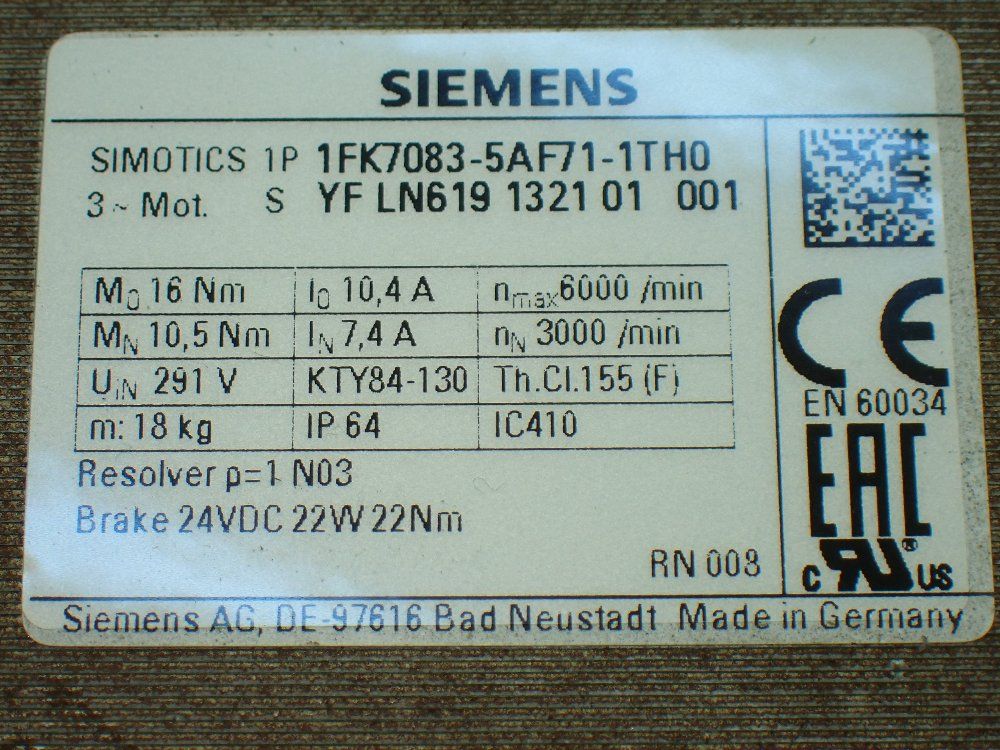 SIEMENS
SIMOTICS 1P 1FK7083-5AF71-1TH0
3 ~ Mot. S YF LN619 1321 01 001
M0 16 Nm I0 10,4 A nmax 6000 /min
MN 10,5 Nm IN 7,4 A nN 3000 /min
UIN 291 V KTY84-130 Th.Cl.155 (F)
m: 18 kg IP 64 IC410
CE
EN 60034
Resolver p=1 N03
Brake 24VDC 22W 22Nm
EAC
RN 008
c RU ® US
Siemens AG, DE-97616 Bad Neustadt Made in Germany